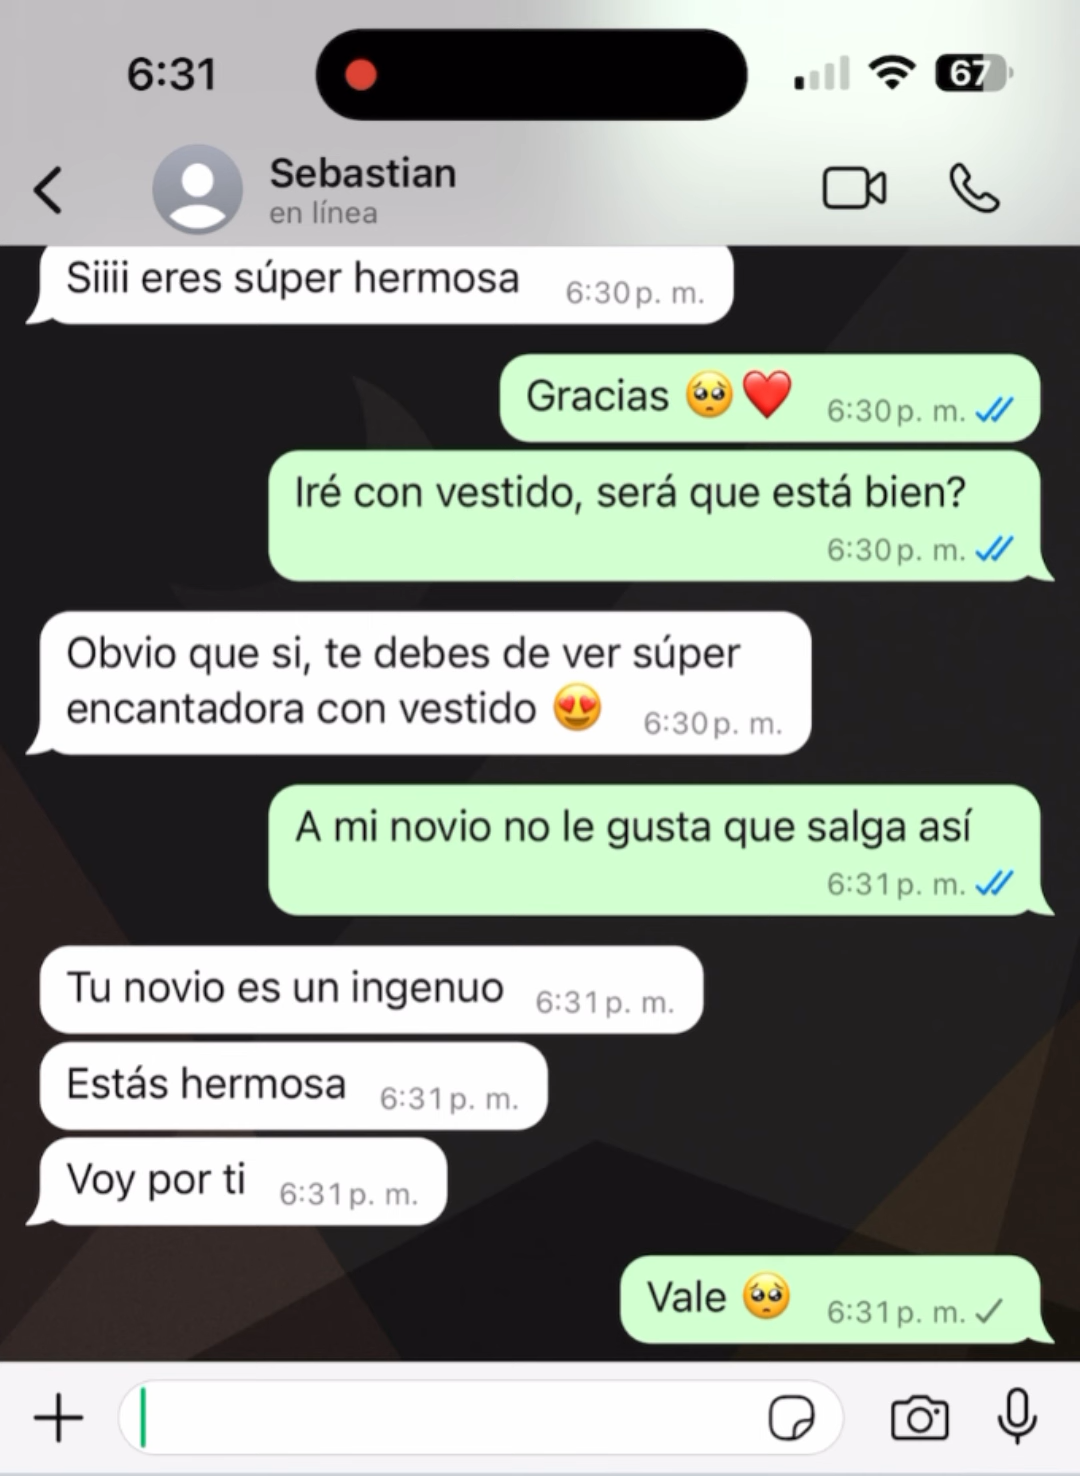 6:31
67
Sebastian
en línea
Siiii eres súper hermosa 6:30 p. m.
Gracias 🥺❤️ 6:30 p. m.
Iré con vestido, será que está bien?
6:30 p. m.
Obvio que si, te debes de ver súper
encantadora con vestido 😍 6:30 p. m.
A mi novio no le gusta que salga así
6:31 p. m.
Tu novio es un ingenuo 6:31 p. m.
Estás hermosa 6:31 p. m.
Voy por ti 6:31 p. m.
Vale 🥺 6:31 p. m.